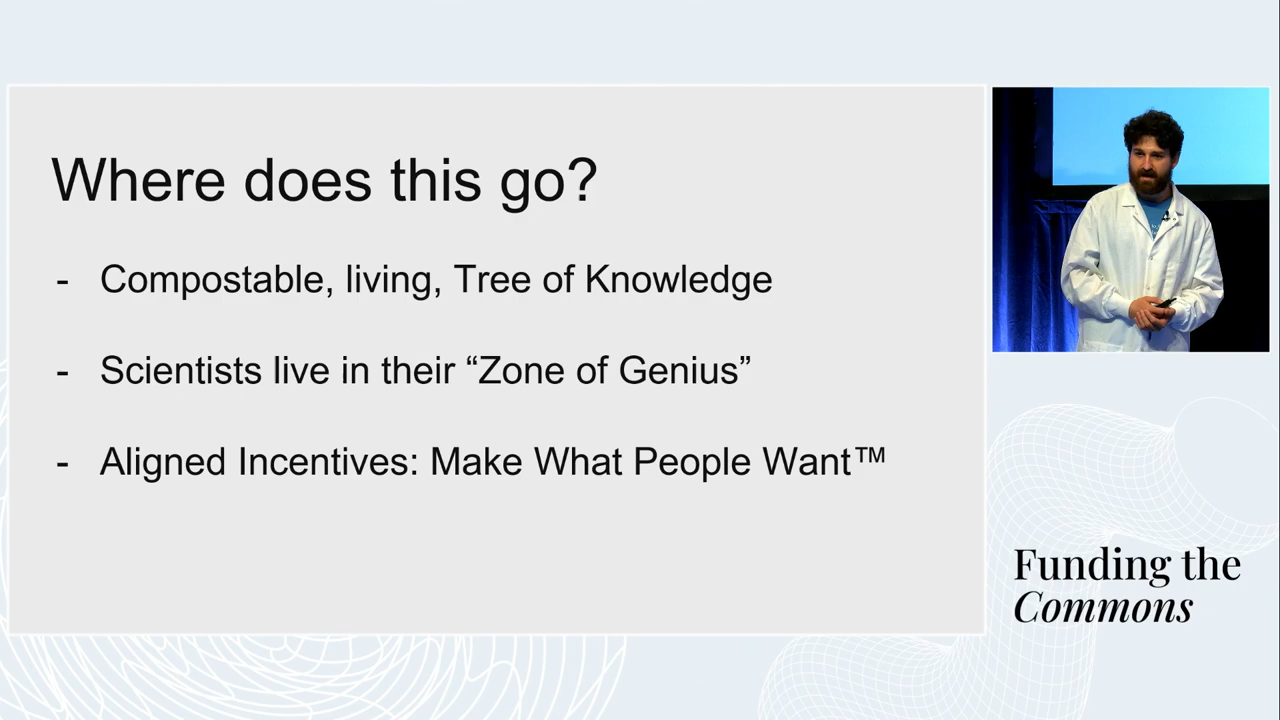 Where does this go?
- Compostable, living, Tree of Knowledge
- Scientists live in their “Zone of Genius”
- Aligned Incentives: Make What People Want™
Funding the
Commons